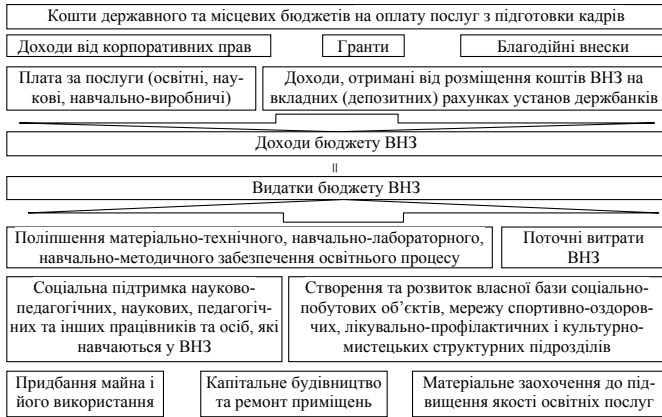 Кошти державного та місцевих бюджетів на оплату послуг з підготовки кадрів
Доходи від корпоративних прав
Гранти
Благодійні внески
Плата за послуги (освітні, нау-
кові, навчально-виробничі)
Доходи, отримані від розміщення коштів ВНЗ на
вкладних (депозитних) рахунках установ держбанків
Доходи бюджету ВНЗ
=
Видатки бюджету ВНЗ
Поліпшення матеріально-технічного, навчально-лабораторного,
навчально-методичного забезпечення освітнього процесу
Поточні витрати
ВНЗ
Соціальна підтримка науково-
педагогічних, наукових, педагогіч-
них та інших працівників та осіб, які
навчаються у ВНЗ
Створення та розвиток власної бази соціально-
побутових об’єктів, мережу спортивно-оздоров-
чих, лікувально-профілактичних і культурно-
мистецьких структурних підрозділів
Придбання майна і
його використання
Капітальне будівництво
та ремонт приміщень
Матеріальне заохочення до під-
вищення якості освітніх послуг